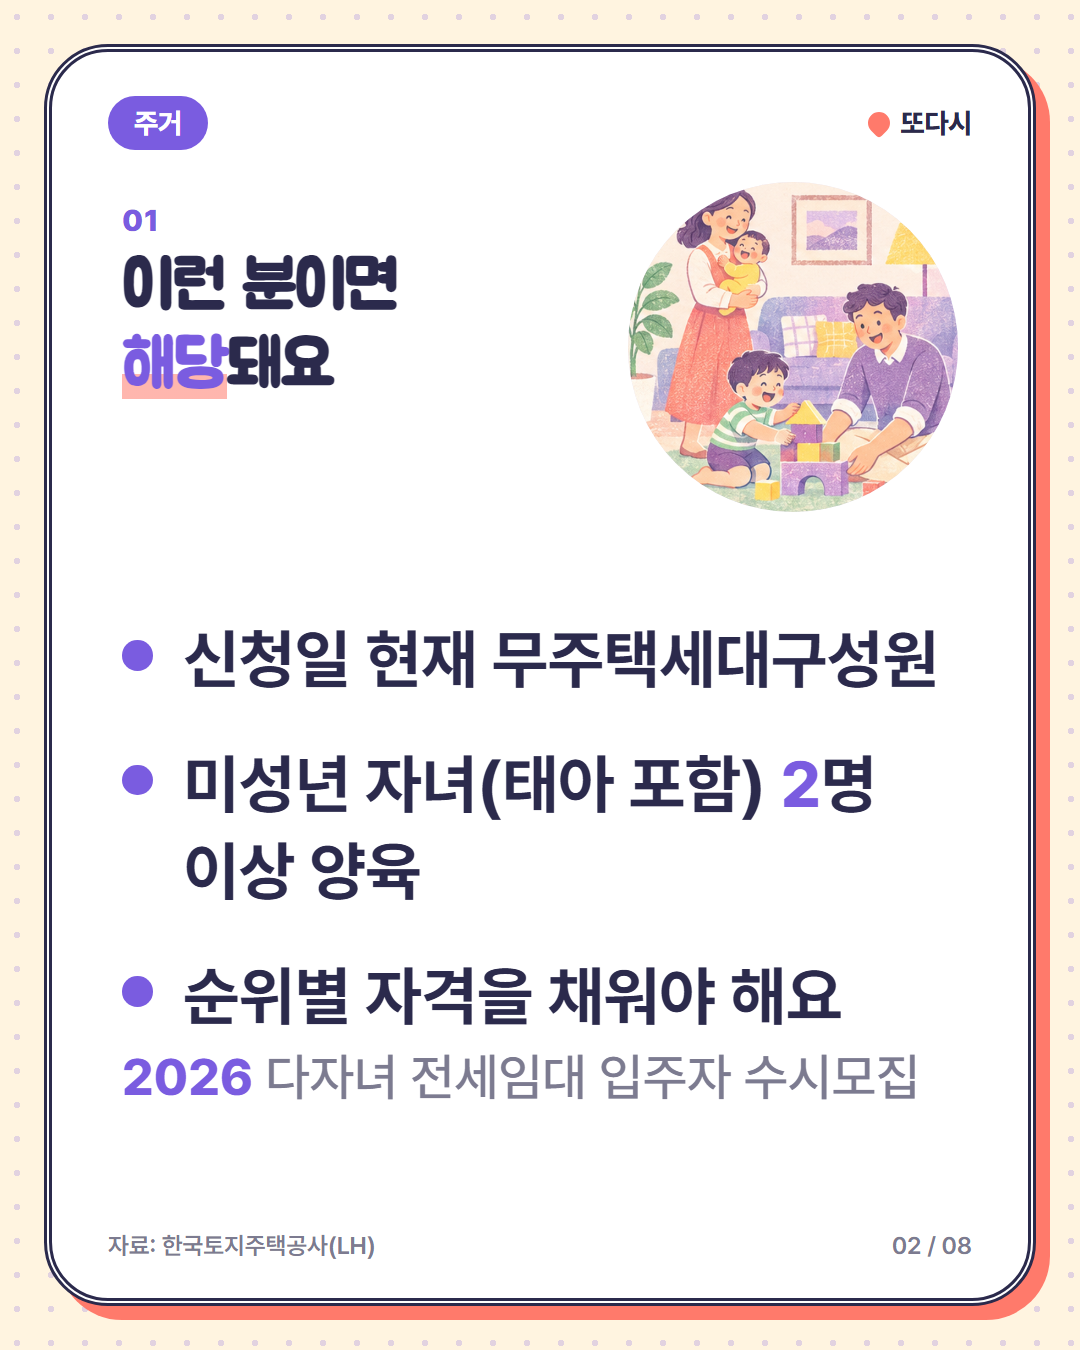 주거
또다시
01
이런 분이면
해당돼요
신청일 현재 무주택세대구성원
미성년 자녀(태아 포함) 2명
이상 양육
순위별 자격을 채워야 해요
2026 다자녀 전세임대 입주자 수시모집
자료: 한국토지주택공사(LH)
02 / 08